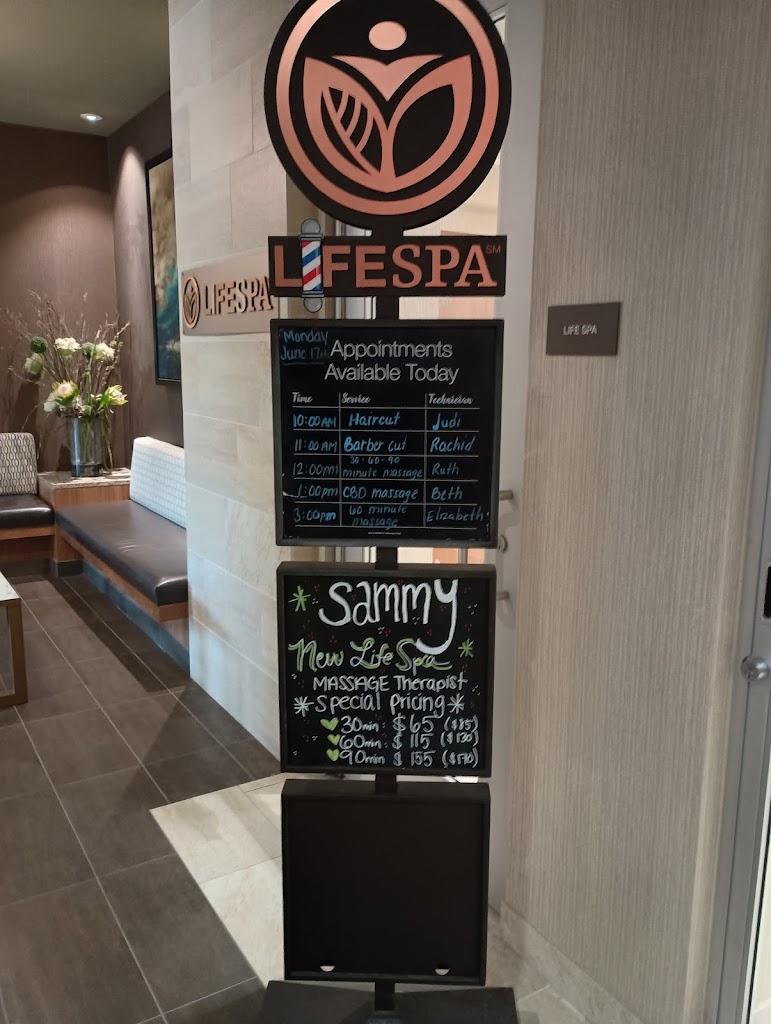 LIFESPA SM
LIFESPA
LIFE SPA
Monday
June 17th
Appointments
Available Today
Time Service Technician
10:00AM Haircut Judi
11:00AM Barber cut Rachid
12:00pm 30-60-90 minute massage Ruth
1:00pm CBD massage Beth
3:00pm 60 minute massage Elizabeth
Sammy
New Life Spa
MASSAGE Therapist
Special pricing
30min: $65 ($85)
60min: $115 ($130)
90min $155 ($170)